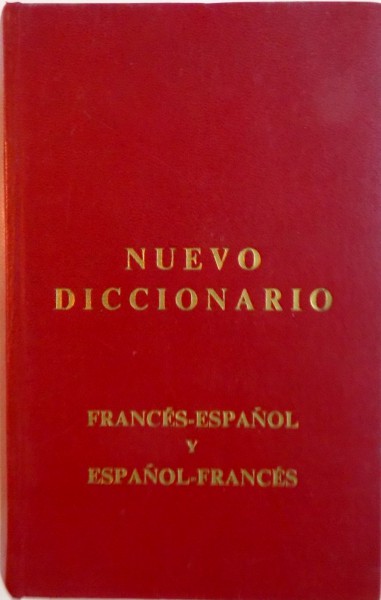 NUEVO
DICCIONARIO
FRANCÉS-ESPAÑOL
Y
ESPAÑOL-FRANCÉS